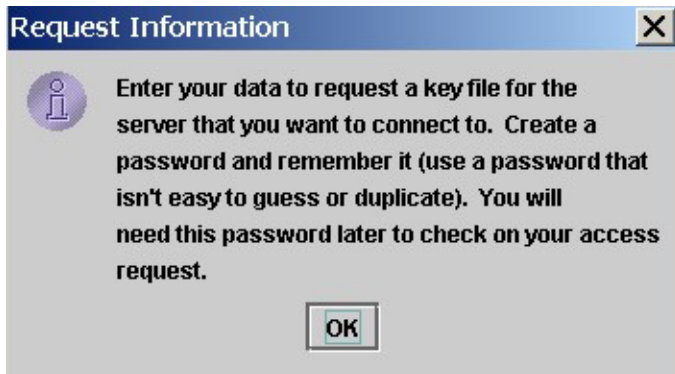 Request Information
Enter your data to request a key file for the
server that you want to connect to. Create a
password and remember it (use a password that
isn't easy to guess or duplicate). You will
need this password later to check on your access
request.
OK